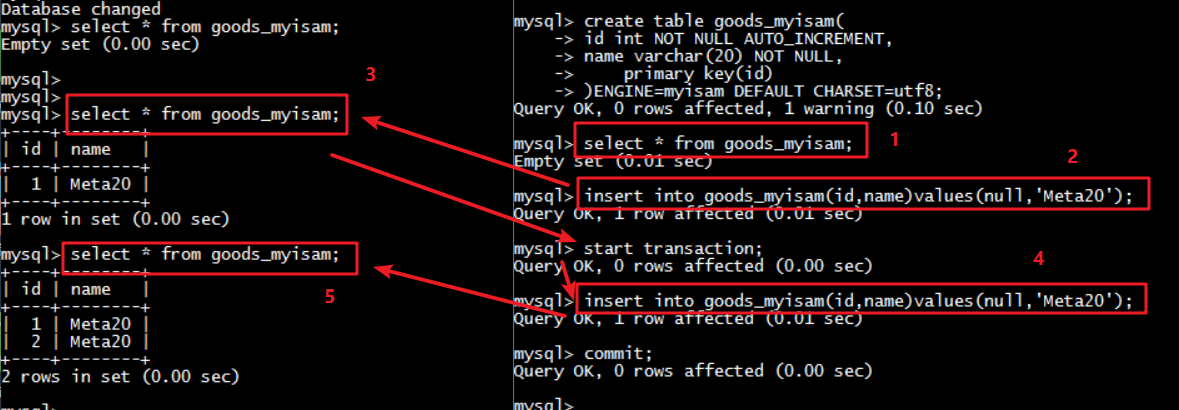 Database changed
mysql> select * from goods_myisam;
Empty set (0.00 sec)
mysql>
mysql>
mysql> select * from goods_myisam;
+----+--------+
| id | name   |
+----+--------+
|  1 | Meta20 |
+----+--------+
1 row in set (0.00 sec)
mysql> select * from goods_myisam;
+----+--------+
| id | name   |
+----+--------+
|  1 | Meta20 |
|  2 | Meta20 |
+----+--------+
2 rows in set (0.00 sec)
mysql>
3
5
mysql> create table goods_myisam(
    -> id int NOT NULL AUTO_INCREMENT,
    -> name varchar(20) NOT NULL,
    ->     primary key(id)
    -> )ENGINE=myisam DEFAULT CHARSET=utf8;
Query OK, 0 rows affected, 1 warning (0.10 sec)
mysql> select * from goods_myisam;
Empty set (0.01 sec)
mysql> insert into goods_myisam(id,name)values(null,'Meta20');
Query OK, 1 row affected (0.01 sec)
mysql> start transaction;
Query OK, 0 rows affected (0.00 sec)
mysql> insert into goods_myisam(id,name)values(null,'Meta20');
Query OK, 1 row affected (0.01 sec)
mysql> commit;
Query OK, 0 rows affected (0.00 sec)
mysql>
1
2
4